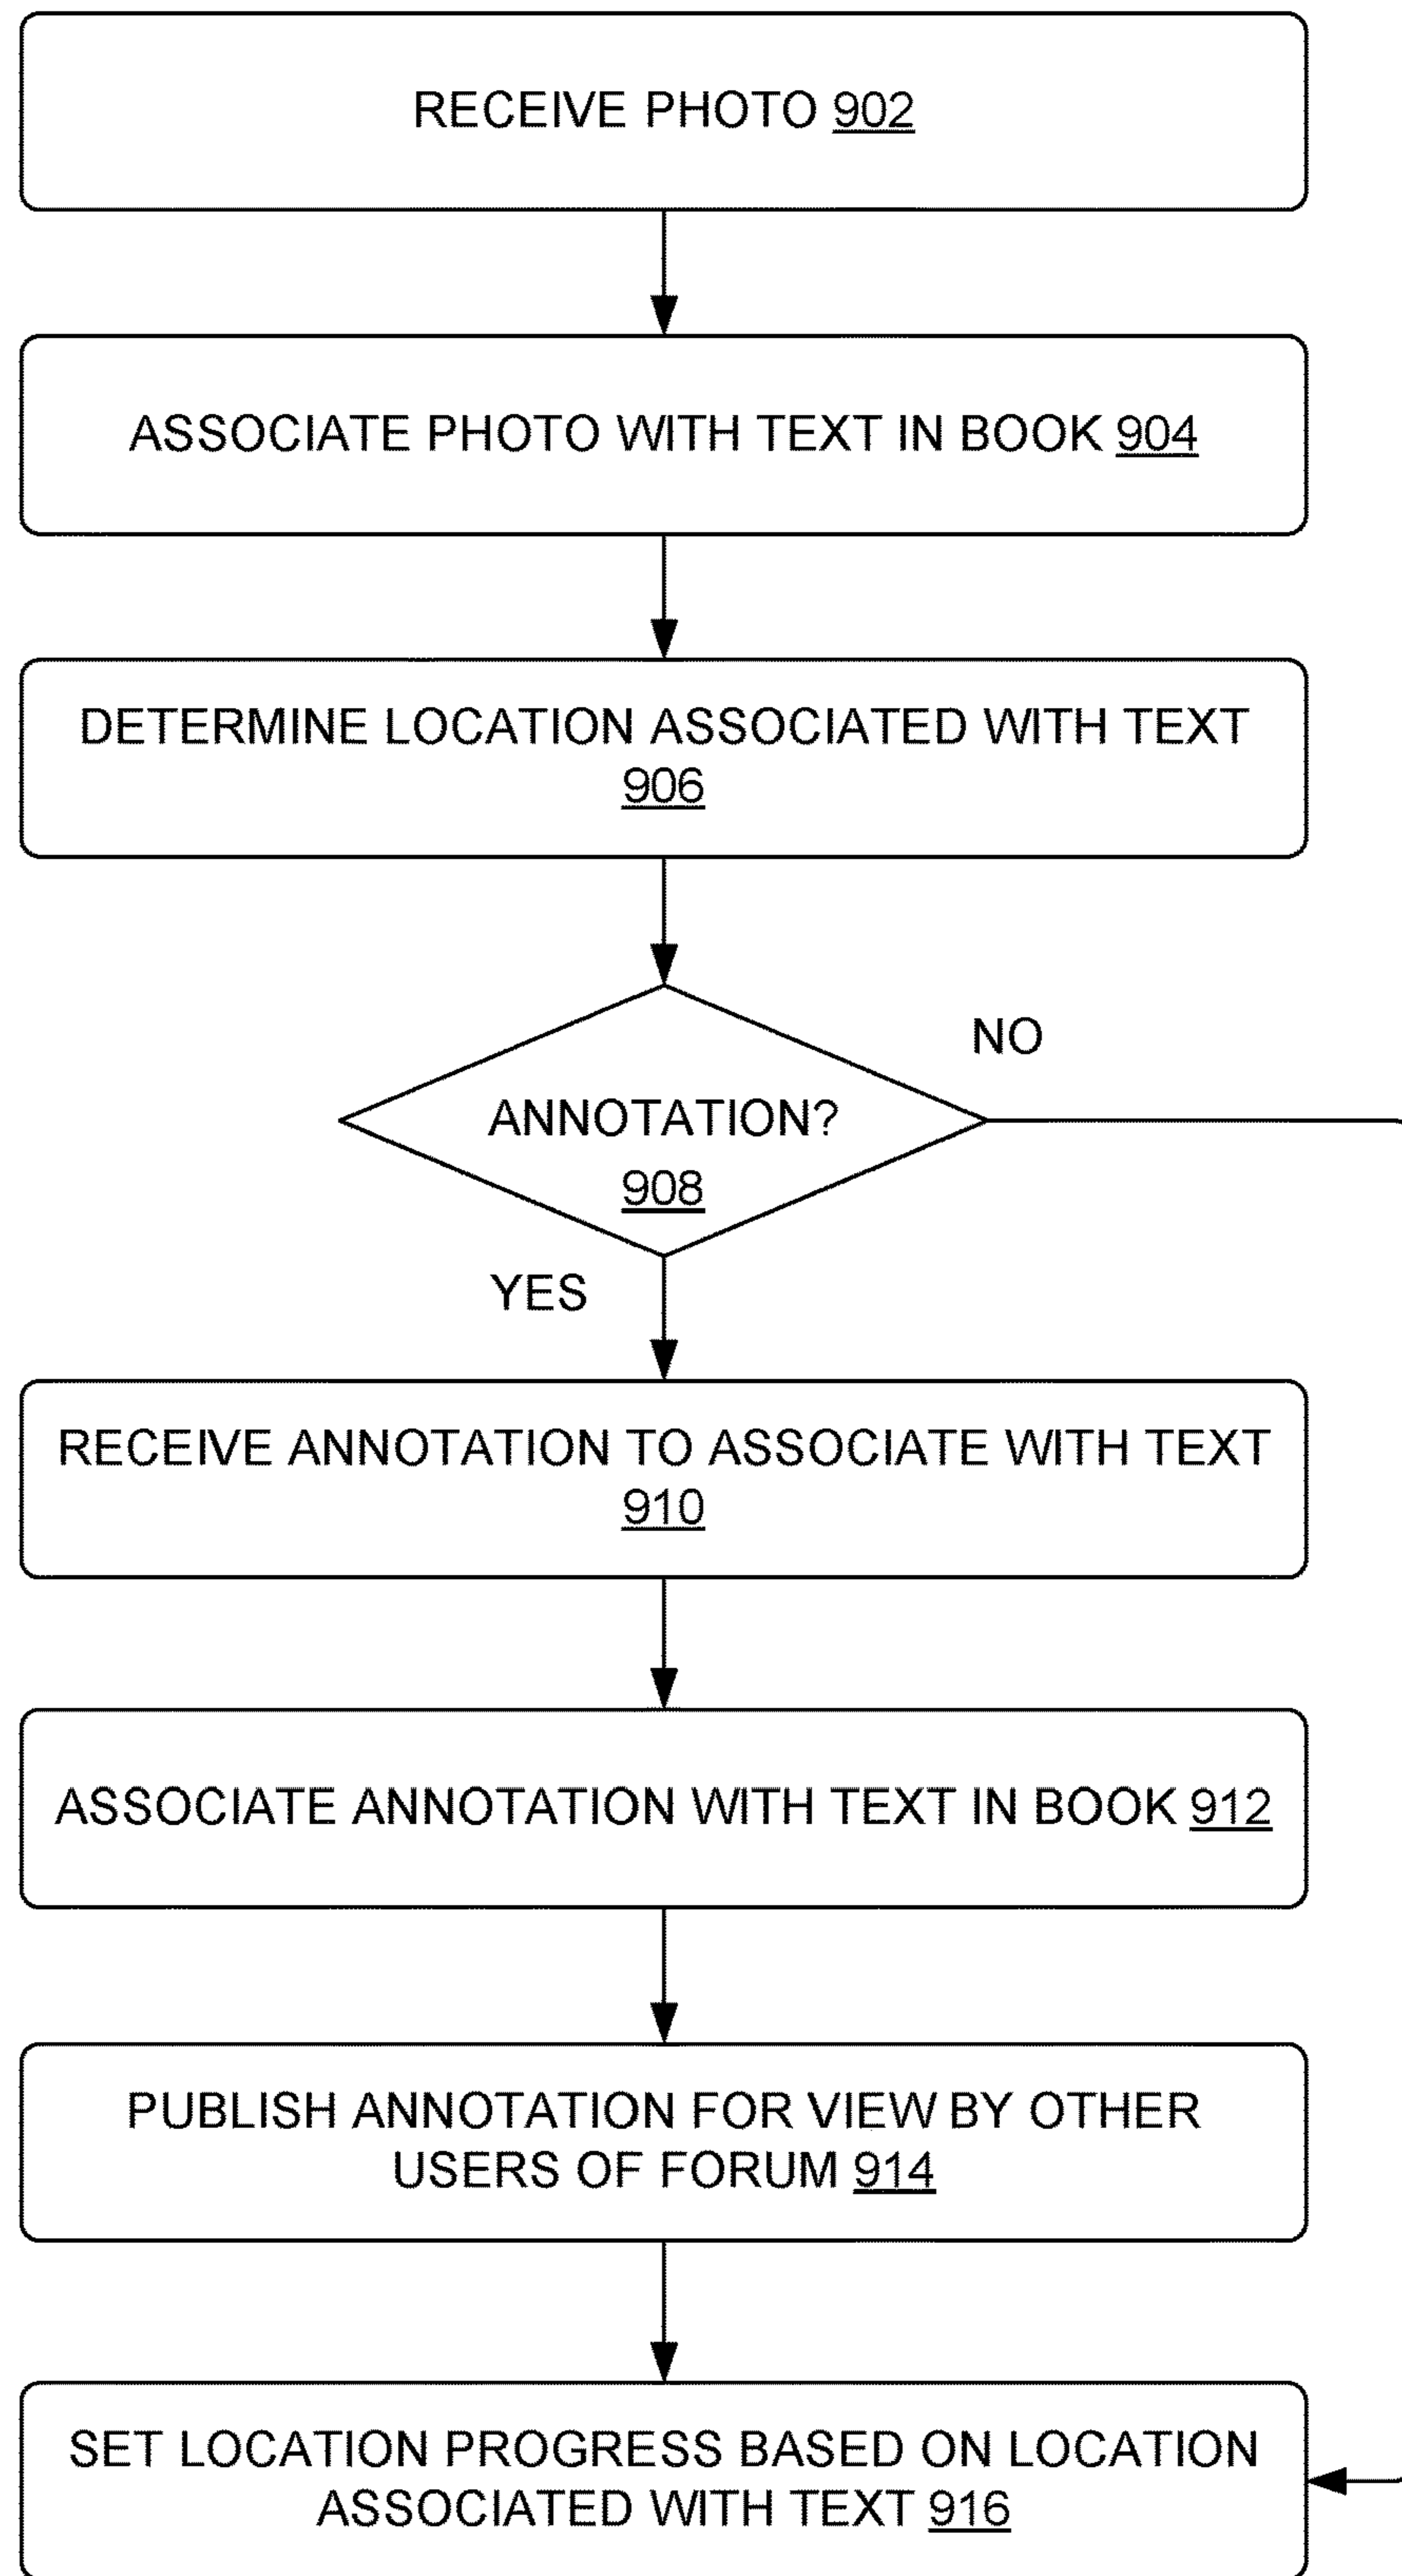 RECEIVE PHOTO 902
ASSOCIATE PHOTO WITH TEXT IN BOOK 904
DETERMINE LOCATION ASSOCIATED WITH TEXT
906
NO
ANNOTATION?
908
YES
RECEIVE ANNOTATION TO ASSOCIATE WITH TEXT
910
ASSOCIATE ANNOTATION WITH TEXT IN BOOK 912
PUBLISH ANNOTATION FOR VIEW BY OTHER
USERS OF FORUM 914
SET LOCATION PROGRESS BASED ON LOCATION
ASSOCIATED WITH TEXT 916